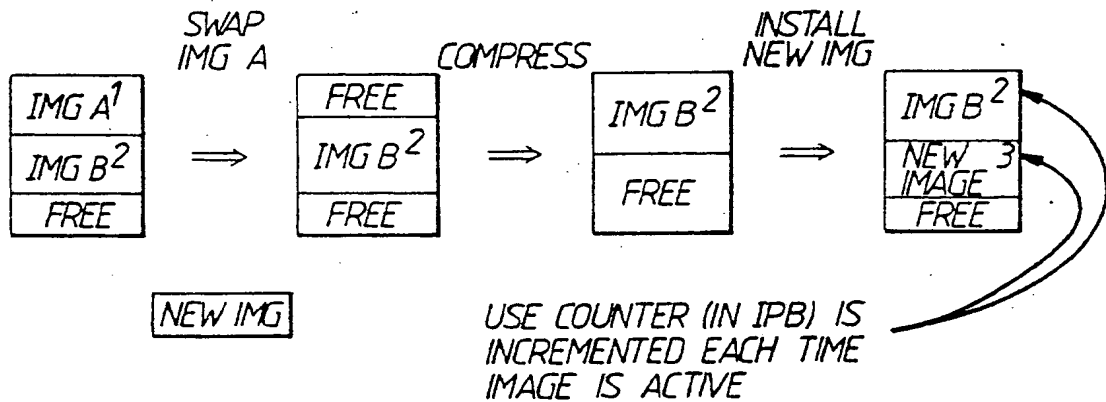 SWAP
IMG A
COMPRESS
INSTALL
NEW IMG
IMG A¹
IMG B²
FREE
FREE
IMG B²
FREE
IMG B²
FREE
IMG B²
NEW 3
IMAGE
FREE
NEW IMG
USE COUNTER (IN IPB) IS
INCREMENTED EACH TIME
IMAGE IS ACTIVE